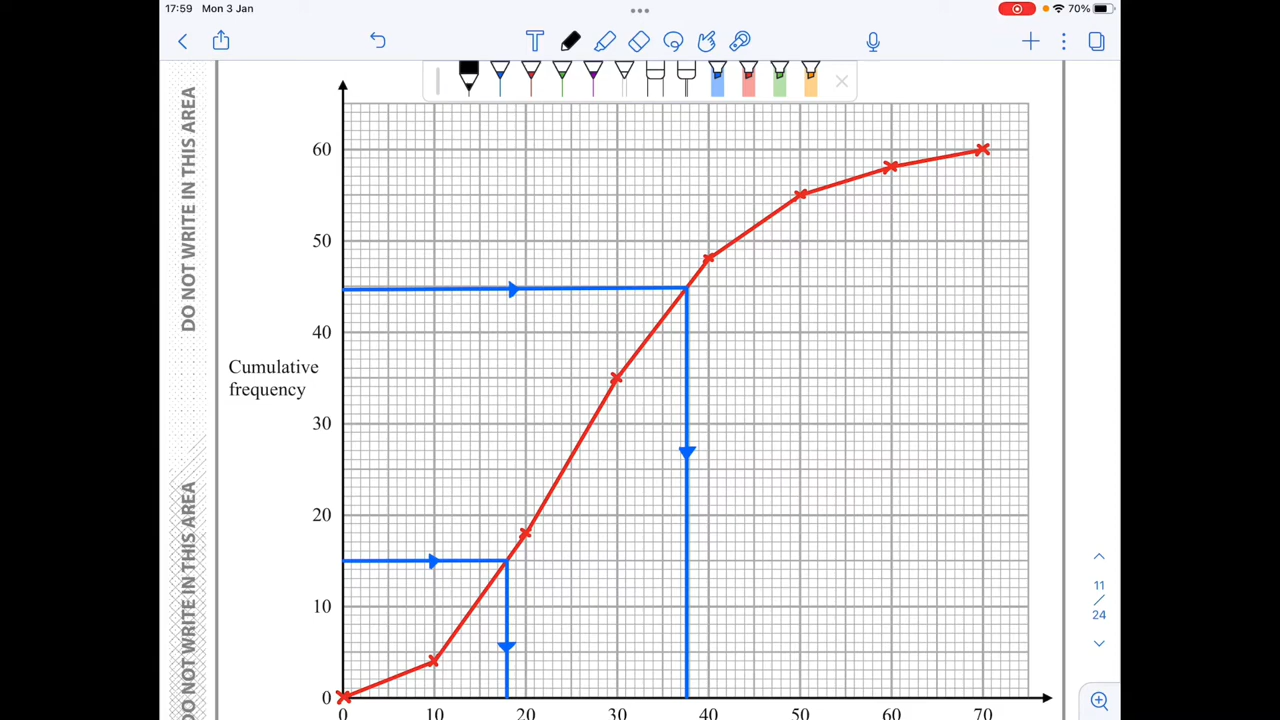 17:59 Mon 3 Jan
70%
T
DO NOT WRITE IN THIS AREA
DO NOT WRITE IN THIS AREA
60
50
40
Cumulative
frequency
30
20
10
0
0 10 20 30 40 50 60 70
11
/
24